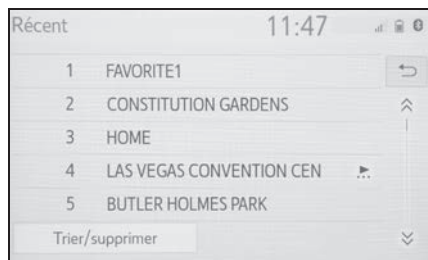 Récent 11:47
1 FAVORITE1
2 CONSTITUTION GARDENS
3 HOME
4 LAS VEGAS CONVENTION CEN
5 BUTLER HOLMES PARK
Trier/supprimer